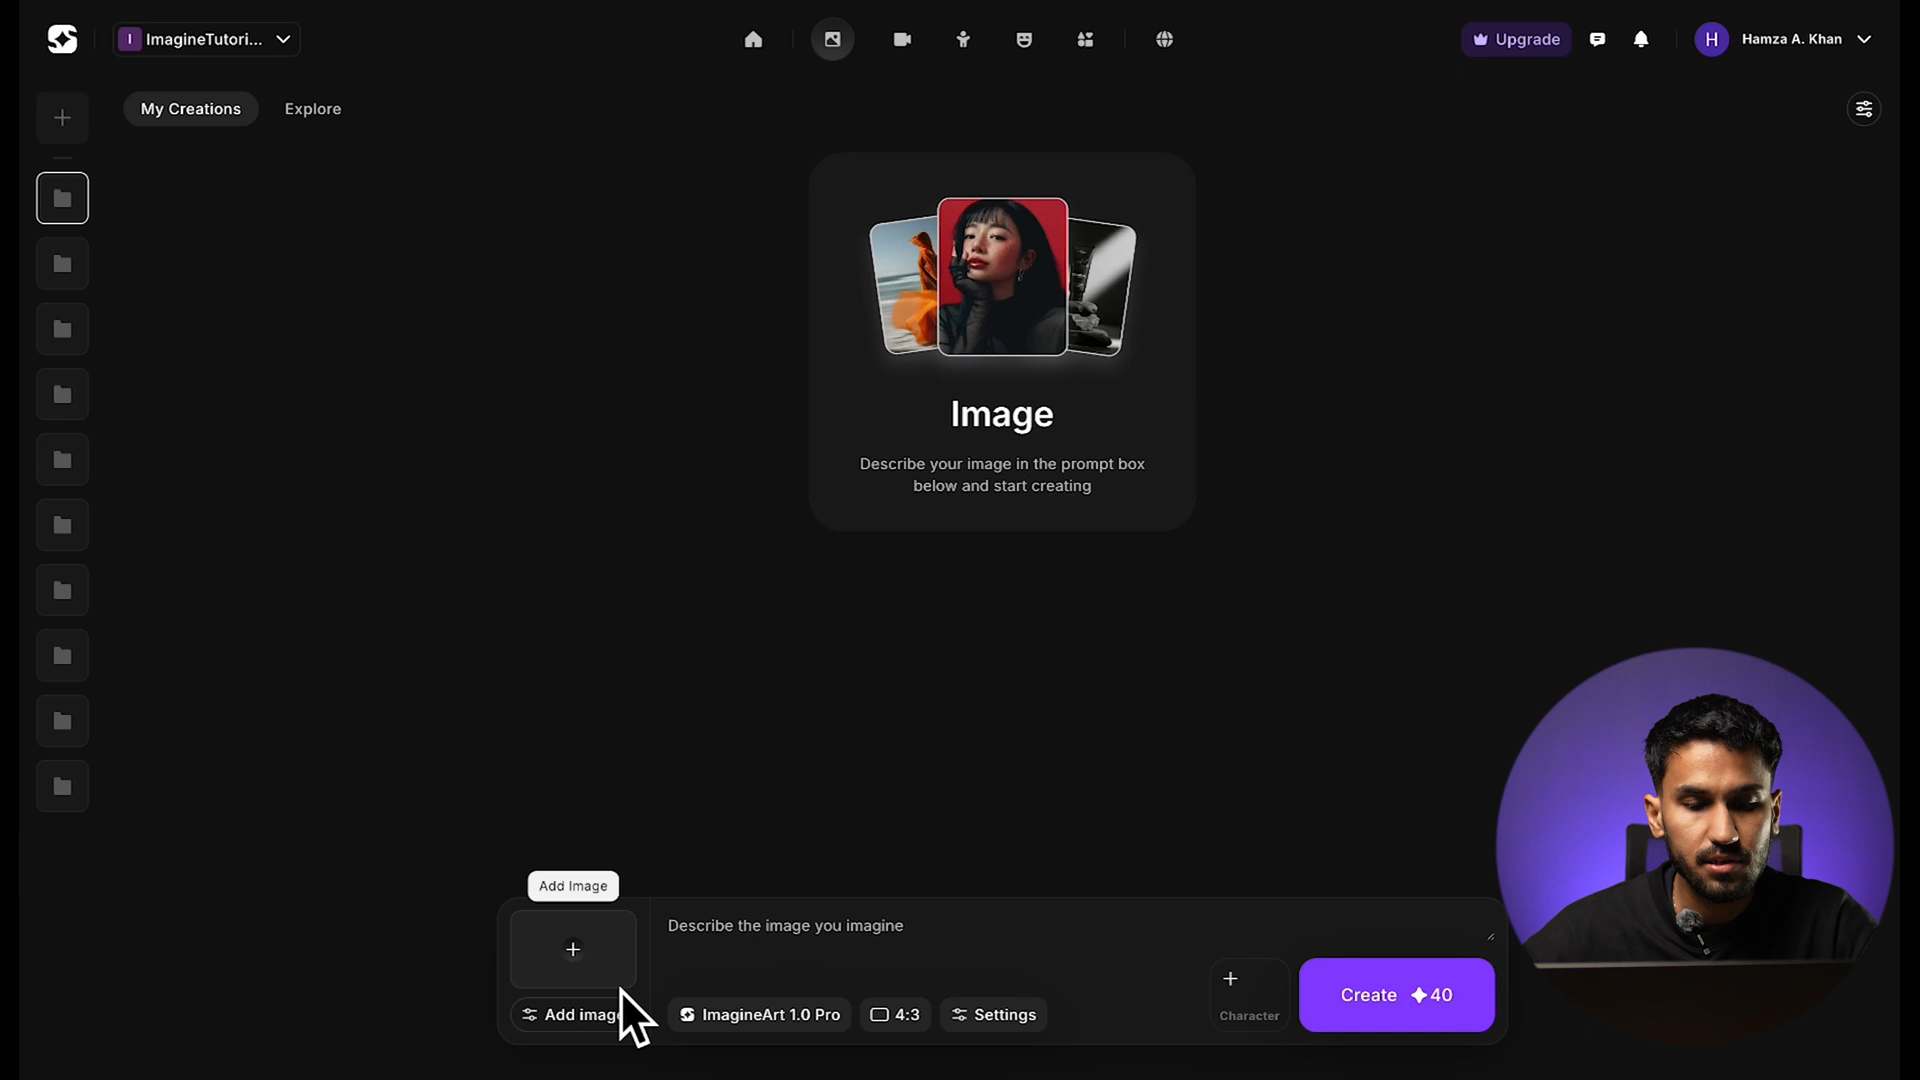 I ImagineTutori...
Upgrade
H Hamza A. Khan
My Creations Explore
Image
Describe your image in the prompt box
below and start creating
Add Image
Describe the image you imagine
Add image
ImagineArt 1.0 Pro
4:3
Settings
Character
Create 40